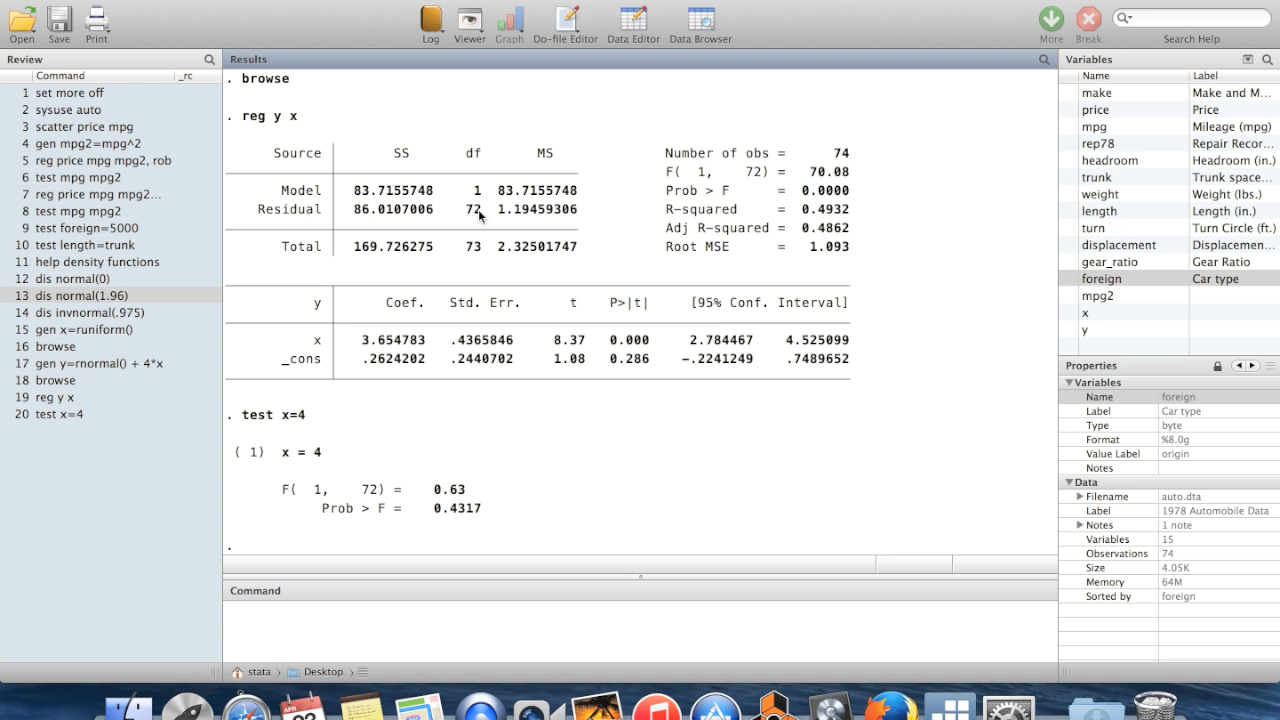 Open Save Print Log Viewer Graph Do-file Editor Data Editor Data Browser More Break Search Help
Review
Command _rc
1 set more off
2 sysuse auto
3 scatter price mpg
4 gen mpg2=mpg^2
5 reg price mpg mpg2, rob
6 test mpg mpg2
7 reg price mpg mpg2...
8 test mpg mpg2
9 test foreign=5000
10 test length=trunk
11 help density functions
12 dis normal(0)
13 dis normal(1.96)
14 dis invnormal(.975)
15 gen x=runiform()
16 browse
17 gen y=rnormal() + 4*x
18 browse
19 reg y x
20 test x=4
Results
. browse
. reg y x
Source SS df MS Number of obs = 74
F( 1, 72) = 70.08
Model 83.7155748 1 83.7155748 Prob > F = 0.0000
Residual 86.0107006 72 1.19459306 R-squared = 0.4932
Adj R-squared = 0.4862
Total 169.726275 73 2.32501747 Root MSE = 1.093
y Coef. Std. Err. t P>|t| [95% Conf. Interval]
x 3.654783 .4365846 8.37 0.000 2.784467 4.525099
_cons .2624202 .2440702 1.08 0.286 -.2241249 .7489652
. test x=4
( 1) x = 4
F( 1, 72) = 0.63
Prob > F = 0.4317
.
Command
stata Desktop
Variables
Name Label
make Make and M...
price Price
mpg Mileage (mpg)
rep78 Repair Recor...
headroom Headroom (in.)
trunk Trunk space...
weight Weight (lbs.)
length Length (in.)
turn Turn Circle (ft.)
displacement Displacemen...
gear_ratio Gear Ratio
foreign Car type
mpg2
x
y
Properties
Variables
Name foreign
Label Car type
Type byte
Format %8.0g
Value Label origin
Notes
Data
Filename auto.dta
Label 1978 Automobile Data
Notes 1 note
Variables 15
Observations 74
Size 4.05K
Memory 64M
Sorted by foreign
APR